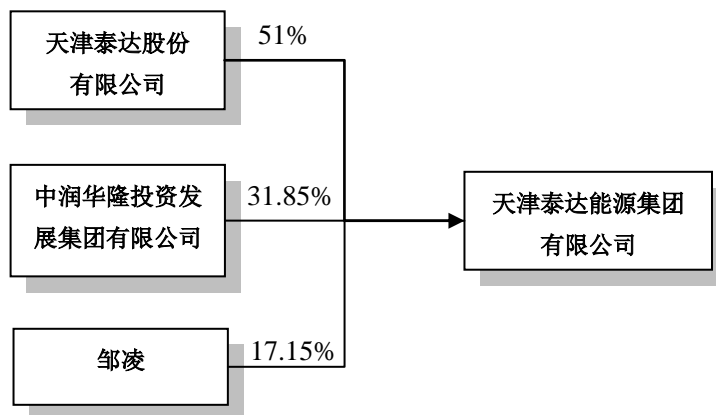 天津泰达股份
有限公司
51%
中润华隆投资发
展集团有限公司
31.85%
天津泰达能源集团
有限公司
邹凌
17.15%